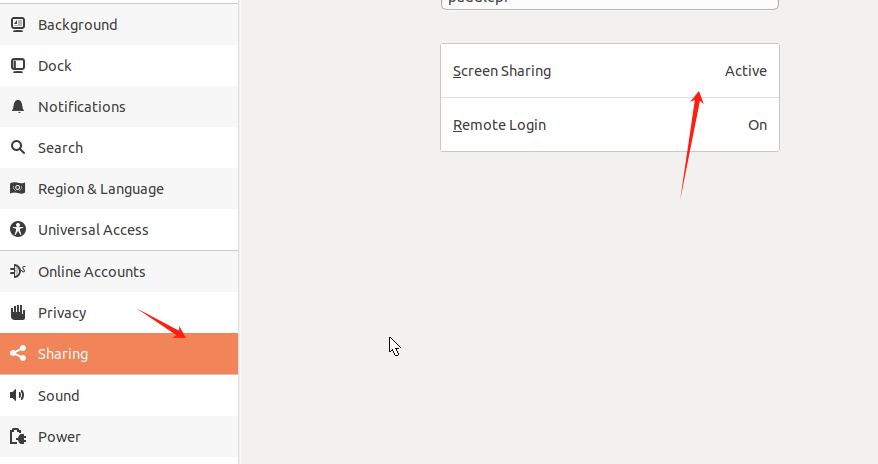 Background
Dock
Notifications
Search
Region & Language
Universal Access
Online Accounts
Privacy
Sharing
Sound
Power
Screen Sharing Active
Remote Login On